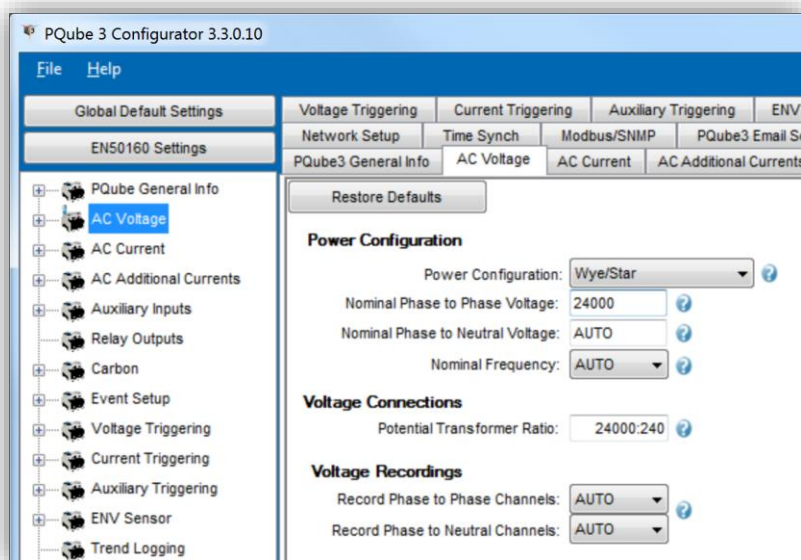 PQube 3 Configurator 3.3.0.10
File Help
Global Default Settings
EN50160 Settings
PQube General Info
AC Voltage
AC Current
AC Additional Currents
Auxiliary Inputs
Relay Outputs
Carbon
Event Setup
Voltage Triggering
Current Triggering
Auxiliary Triggering
ENV Sensor
Trend Logging
Voltage Triggering Current Triggering Auxiliary Triggering ENV
Network Setup Time Synch Modbus/SNMP PQube3 Email
PQube3 General Info AC Voltage AC Current AC Additional Currents
Restore Defaults
Power Configuration
Power Configuration: Wye/Star
Nominal Phase to Phase Voltage: 24000
Nominal Phase to Neutral Voltage: AUTO
Nominal Frequency: AUTO
Voltage Connections
Potential Transformer Ratio: 24000:240
Voltage Recordings
Record Phase to Phase Channels: AUTO
Record Phase to Neutral Channels: AUTO